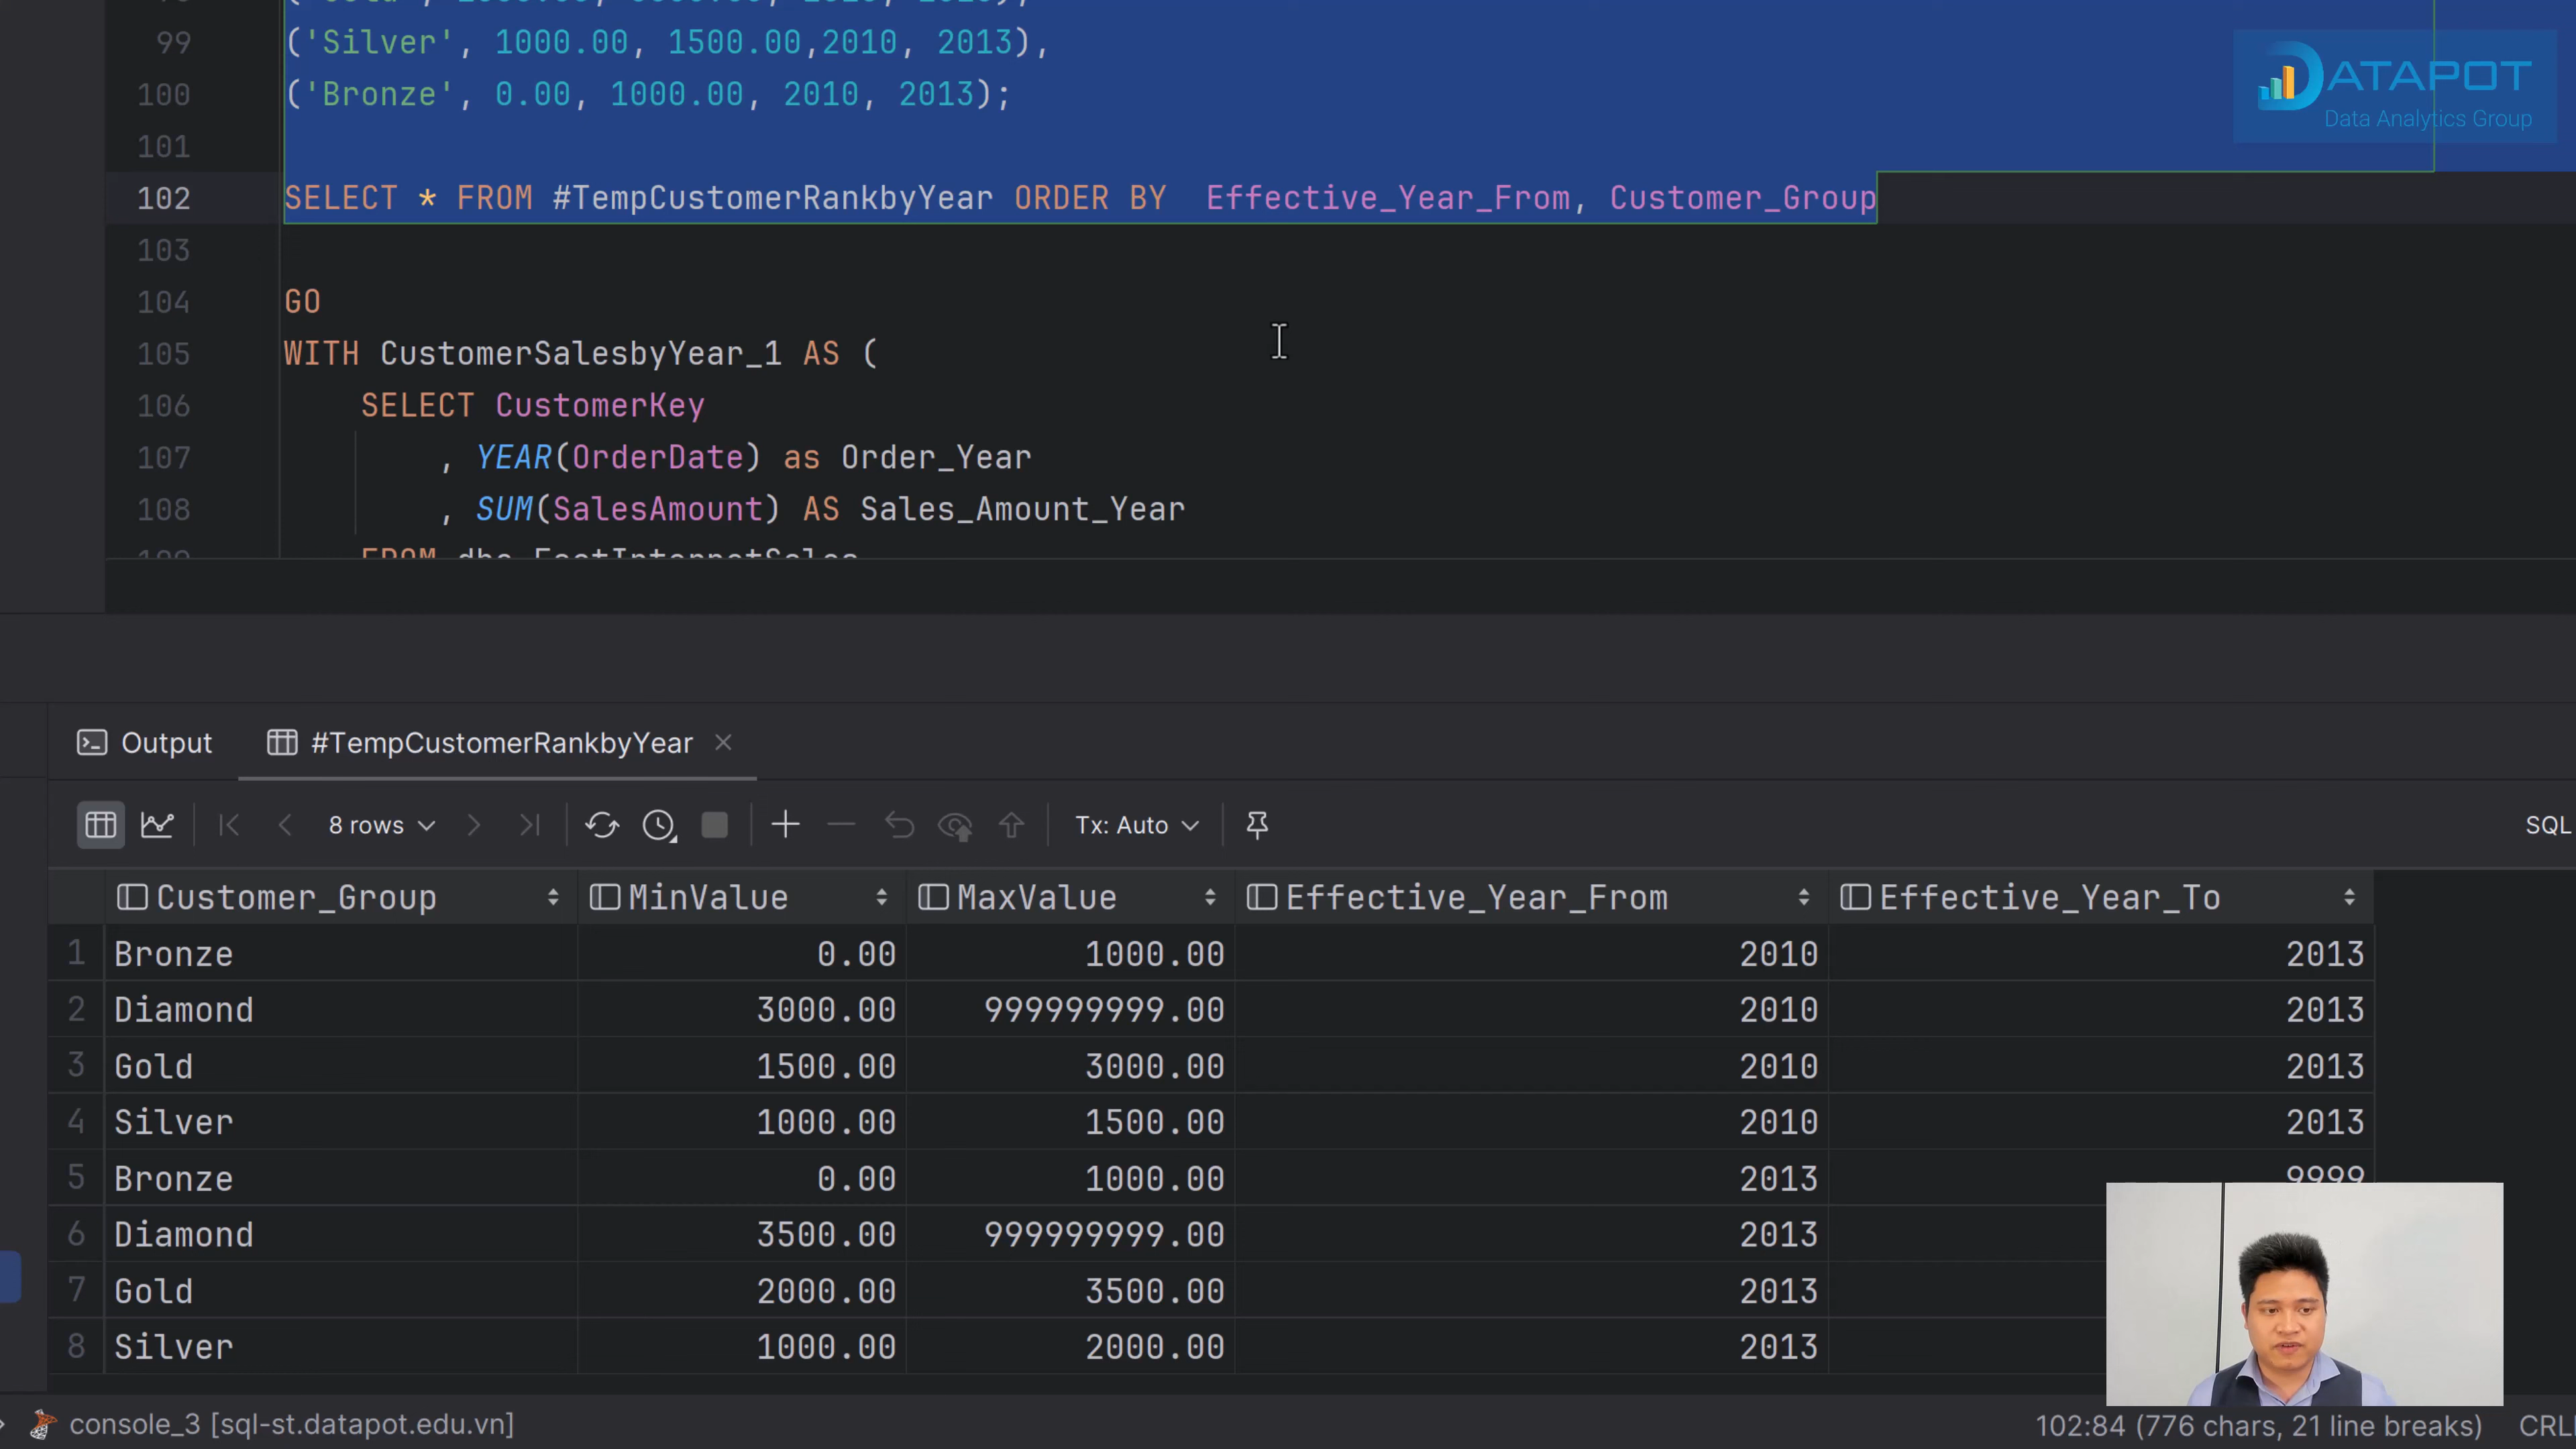 99 ('Silver', 1000.00, 1500.00,2010, 2013),
100 ('Bronze', 0.00, 1000.00, 2010, 2013);
101
102 SELECT * FROM #TempCustomerRankbyYear ORDER BY  Effective_Year_From, Customer_Group
103
104 GO
105 WITH CustomerSalesbyYear_1 AS (
106 SELECT CustomerKey
107 , YEAR(OrderDate) as Order_Year
108 , SUM(SalesAmount) AS Sales_Amount_Year
DATAPOT
Data Analytics Group
Output #TempCustomerRankbyYear
8 rows Tx: Auto SQL
Customer_Group MinValue MaxValue Effective_Year_From Effective_Year_To
1 Bronze 0.00 1000.00 2010 2013
2 Diamond 3000.00 999999999.00 2010 2013
3 Gold 1500.00 3000.00 2010 2013
4 Silver 1000.00 1500.00 2010 2013
5 Bronze 0.00 1000.00 2013 9999
6 Diamond 3500.00 999999999.00 2013
7 Gold 2000.00 3500.00 2013
8 Silver 1000.00 2000.00 2013
console_3 [sql-st.datapot.edu.vn] 102:84 (776 chars, 21 line breaks) CRL